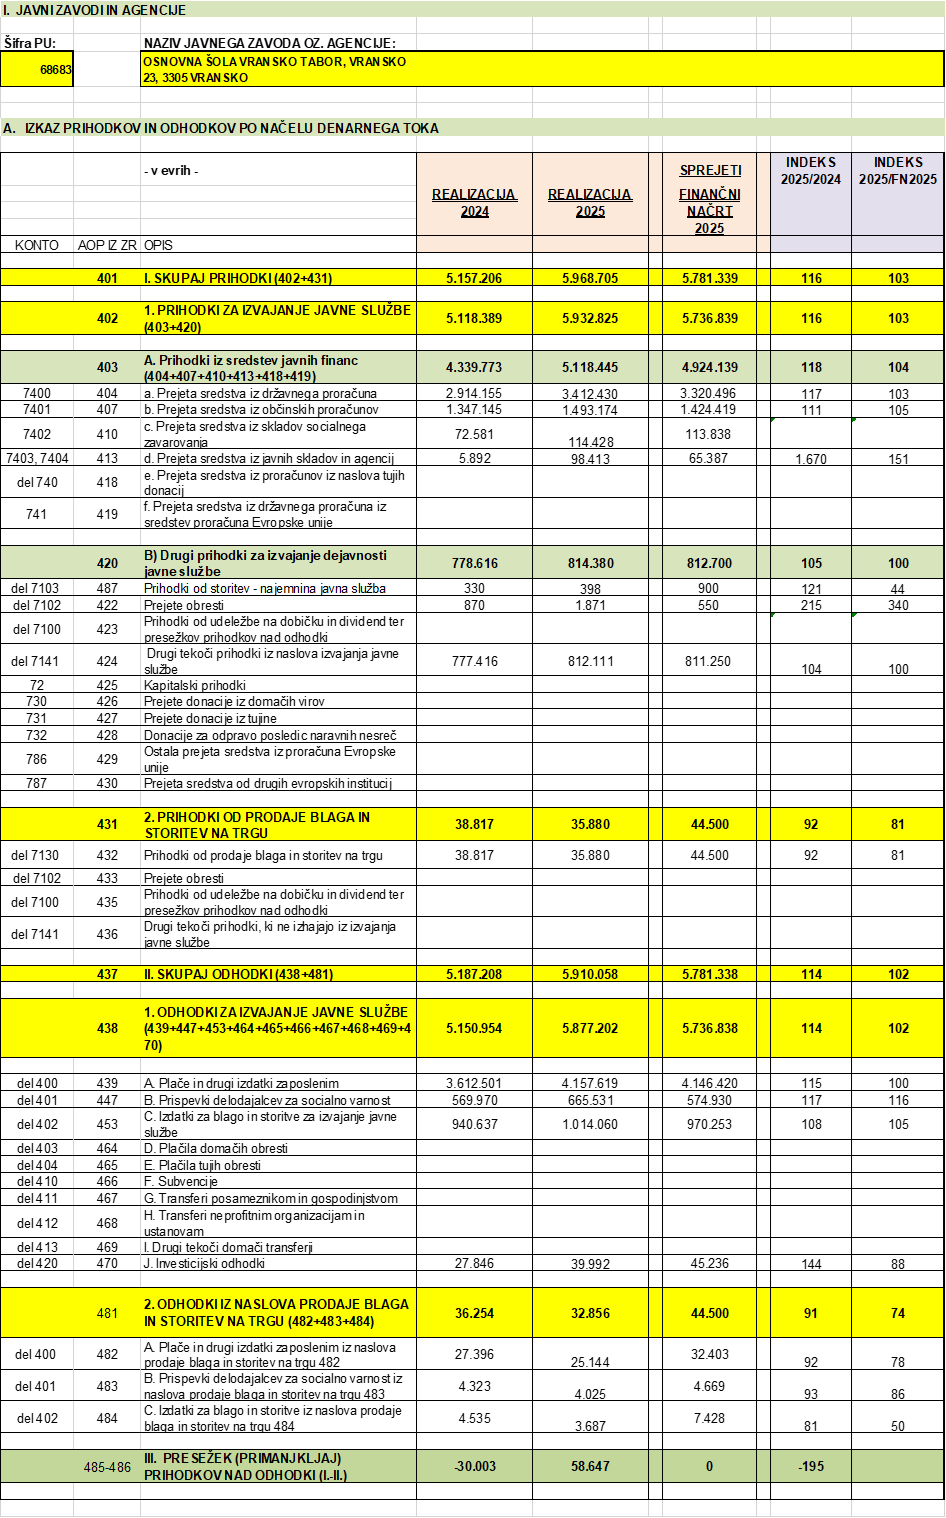 I. JAVNI ZAVODI IN AGENCIJE
Šifra PU: NAZIV JAVNEGA ZAVODA OZ. AGENCIJE:
68683 OSNOVNA ŠOLA VRANSKO TABOR, VRANSKO
23, 3305 VRANSKO
A. IZKAZ PRIHODKOV IN ODHODKOV PO NAČELU DENARNEGA TOKA
- v evrih - REALIZACIJA 2024 REALIZACIJA 2025 SPREJETI FINANČNI NAČRT 2025 INDEKS 2025/2024 INDEKS 2025/FN2025
KONTO AOP IZ ZR OPIS
401 I. SKUPAJ PRIHODKI (402+431) 5.157.206 5.968.705 5.781.339 116 103
402 1. PRIHODKI ZA IZVAJANJE JAVNE SLUŽBE
(403+420) 5.118.389 5.932.825 5.736.839 116 103
403 A. Prihodki iz sredstev javnih financ
(404+407+410+413+418+419) 4.339.773 5.118.445 4.924.139 118 104
7400 404 a. Prejeta sredstva iz državnega proračuna 2.914.155 3.412.430 3.320.496 117 103
7401 407 b. Prejeta sredstva iz občinskih proračunov 1.347.145 1.493.174 1.424.419 111 105
7402 410 c. Prejeta sredstva iz skladov socialnega
zavarovanja 72.581 114.428 113.838
7403, 7404 413 d. Prejeta sredstva iz javnih skladov in agencij 5.892 98.413 65.387 1.670 151
del 740 418 e. Prejeta sredstva iz proračunov iz naslova tujih
donacij
741 419 f. Prejeta sredstva iz državnega proračuna iz
sredstev proračuna Evropske unije
420 B) Drugi prihodki za izvajanje dejavnosti
javne službe 778.616 814.380 812.700 105 100
del 7103 487 Prihodki od storitev - najemnina javna služba 330 398 900 121 44
del 7102 422 Prejete obresti 870 1.871 550 215 340
del 7100 423 Prihodki od udeležbe na dobičku in dividend ter
presežkov prihodkov nad odhodki
del 7141 424 Drugi tekoči prihodki iz naslova izvajanja javne
službe 777.416 812.111 811.250 104 100
72 425 Kapitalski prihodki
730 426 Prejete donacije iz domačih virov
731 427 Prejete donacije iz tujine
732 428 Donacije za odpravo posledic naravnih nesreč
786 429 Ostala prejeta sredstva iz proračuna Evropske
unije
787 430 Prejeta sredstva od drugih evropskih institucij
431 2. PRIHODKI OD PRODAJE BLAGA IN
STORITEV NA TRGU 38.817 35.880 44.500 92 81
del 7130 432 Prihodki od prodaje blaga in storitev na trgu 38.817 35.880 44.500 92 81
del 7102 433 Prejete obresti
del 7100 435 Prihodki od udeležbe na dobičku in dividend ter
presežkov prihodkov nad odhodki
del 7141 436 Drugi tekoči prihodki, ki ne izhajajo iz izvajanja
javne službe
437 II. SKUPAJ ODHODKI (438+481) 5.187.208 5.910.058 5.781.338 114 102
438 1. ODHODKI ZA IZVAJANJE JAVNE SLUŽBE
(439+447+453+464+465+466+467+468+469+4
70) 5.150.954 5.877.202 5.736.838 114 102
del 400 439 A. Plače in drugi izdatki zaposlenim 3.612.501 4.157.619 4.146.420 115 100
del 401 447 B. Prispevki delodajalcev za socialno varnost 569.970 665.531 574.930 117 116
del 402 453 C. Izdatki za blago in storitve za izvajanje javne
službe 940.637 1.014.060 970.253 108 105
del 403 464 D. Plačila domačih obresti
del 404 465 E. Plačila tujih obresti
del 410 466 F. Subvencije
del 411 467 G. Transferi posameznikom in gospodinjstvom
del 412 468 H. Transferi neprofitnim organizacijam in
ustanovam
del 413 469 I. Drugi tekoči domači transferji
del 420 470 J. Investicijski odhodki 27.846 39.992 45.236 144 88
481 2. ODHODKI IZ NASLOVA PRODAJE BLAGA
IN STORITEV NA TRGU (482+483+484) 36.254 32.856 44.500 91 74
del 400 482 A. Plače in drugi izdatki zaposlenim iz naslova
prodaje blaga in storitev na trgu 482 27.396 25.144 32.403 92 78
del 401 483 B. Prispevki delodajalcev za socialno varnost iz
naslova prodaje blaga in storitev na trgu 483 4.323 4.025 4.669 93 86
del 402 484 C. Izdatki za blago in storitve iz naslova prodaje
blaga in storitev na trgu 484 4.535 3.687 7.428 81 50
485-486 III. PRESEŽEK (PRIMANJKLJAJ)
PRIHODKOV NAD ODHODKI (I.-II.) -30.003 58.647 0 -195